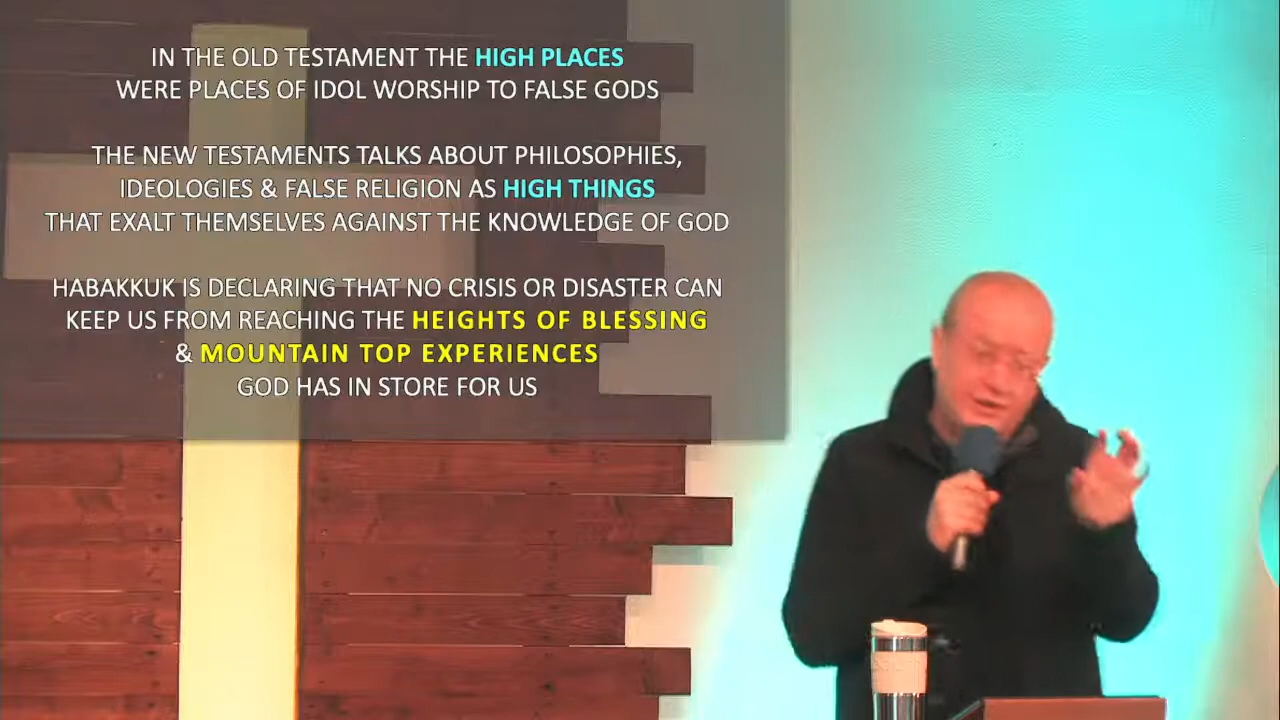 IN THE OLD TESTAMENT THE HIGH PLACES
WERE PLACES OF IDOL WORSHIP TO FALSE GODS
THE NEW TESTAMENTS TALKS ABOUT PHILOSOPHIES,
IDEOLOGIES & FALSE RELIGION AS HIGH THINGS
THAT EXALT THEMSELVES AGAINST THE KNOWLEDGE OF GOD
HABAKKUK IS DECLARING THAT NO CRISIS OR DISASTER CAN
KEEP US FROM REACHING THE HEIGHTS OF BLESSING
& MOUNTAIN TOP EXPERIENCES
GOD HAS IN STORE FOR US